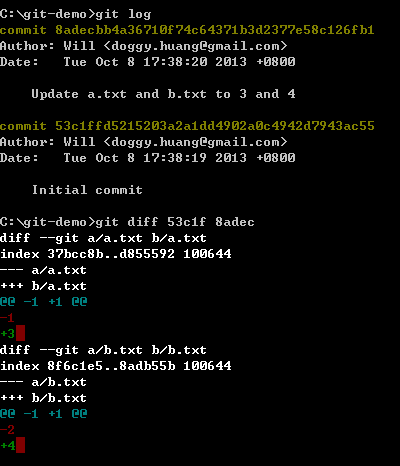 C:\git-demo>git log
commit 8adecbb4a36710f74c64371b3d2377e58c126fb1
Author: Will <doggy.huang@gmail.com>
Date:   Tue Oct 8 17:38:20 2013 +0800
    Update a.txt and b.txt to 3 and 4
commit 53c1ffd5215203a2a1dd4902a0c4942d7943ac55
Author: Will <doggy.huang@gmail.com>
Date:   Tue Oct 8 17:38:19 2013 +0800
    Initial commit
C:\git-demo>git diff 53c1f 8adec
diff --git a/a.txt b/a.txt
index 37bcc8b..d855592 100644
--- a/a.txt
+++ b/a.txt
@@ -1 +1 @@
-1
+3
diff --git a/b.txt b/b.txt
index 8f6c1e5..8adb55b 100644
--- a/b.txt
+++ b/b.txt
@@ -1 +1 @@
-2
+4